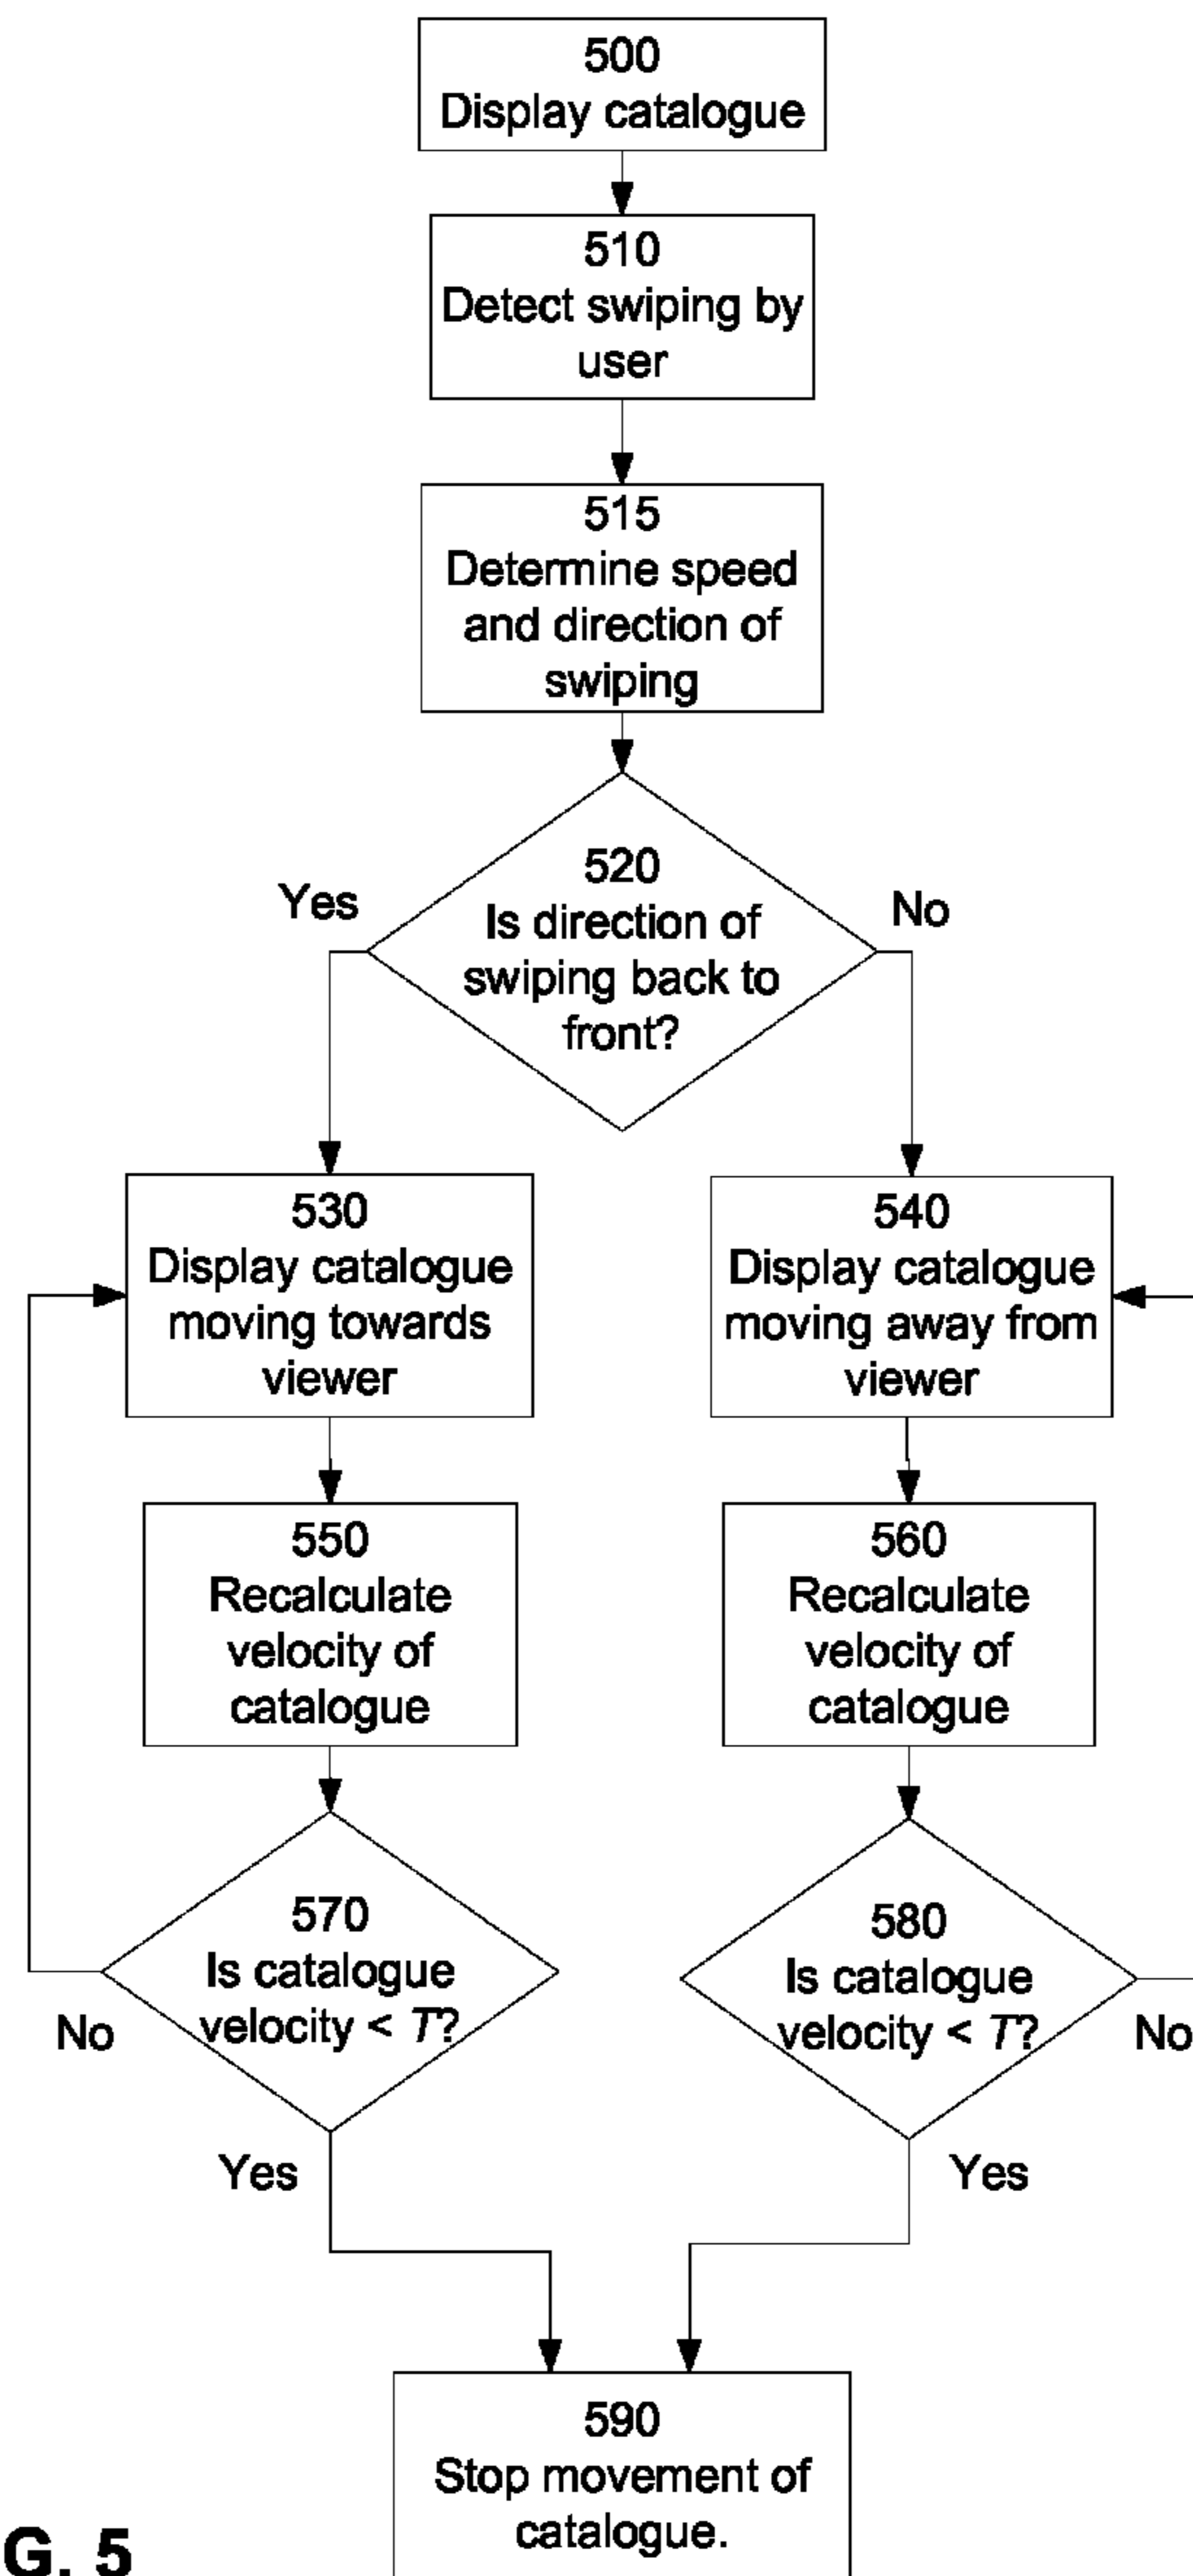 500
Display catalogue
510
Detect swiping by
user
515
Determine speed
and direction of
swiping
520
Is direction of
swiping back to
front?
Yes
No
530
Display catalogue
moving towards
viewer
540
Display catalogue
moving away from
viewer
550
Recalculate
velocity of
catalogue
560
Recalculate
velocity of
catalogue
570
Is catalogue
velocity < T?
No
Yes
580
Is catalogue
velocity < T?
No
Yes
590
Stop movement of
catalogue.
G. 5